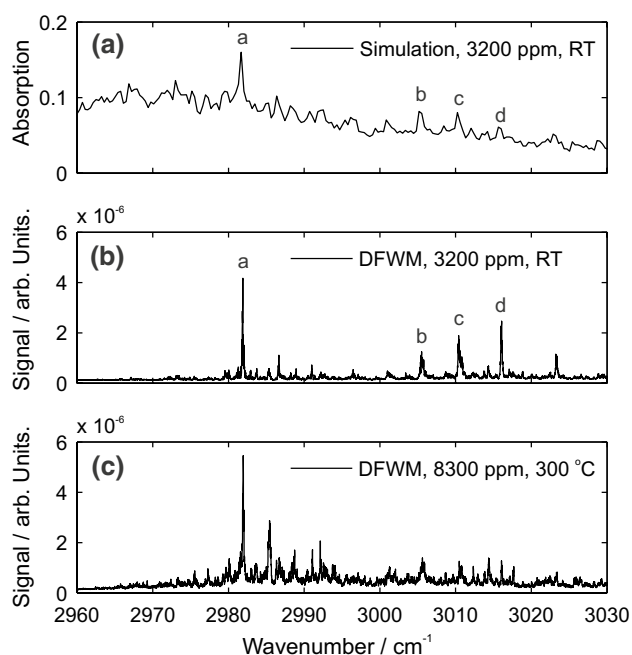 0.2
(a)
a
Simulation, 3200 ppm, RT
Absorption
0.1
b
c
d
0
x 10⁻⁶
6
(b)
a
DFWM, 3200 ppm, RT
Signal / arb. Units.
4
d
2
b
c
0
x 10⁻⁶
6
(c)
DFWM, 8300 ppm, 300 °C
Signal / arb. Units.
4
2
0
2960 2970 2980 2990 3000 3010 3020 3030
Wavenumber / cm⁻¹